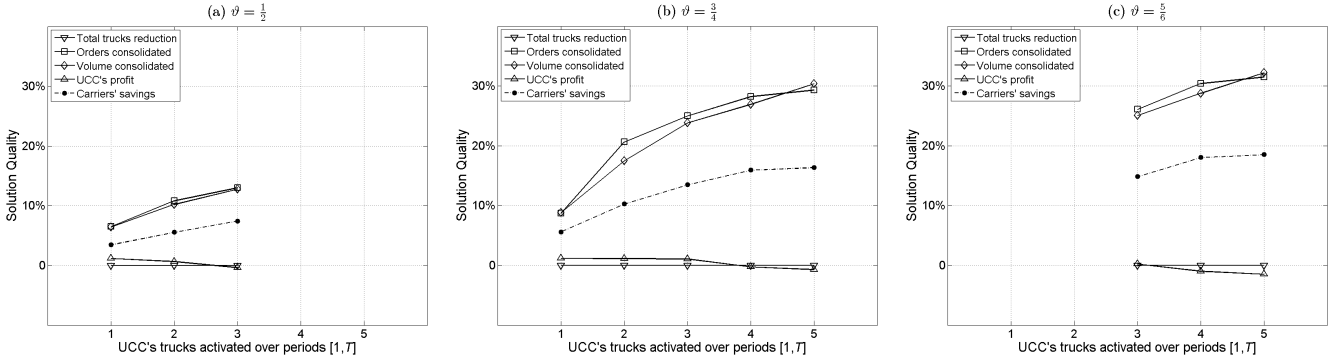 (a) ϑ = 1/2
Total trucks reduction
Orders consolidated
Volume consolidated
UCC's profit
Carriers' savings
30%
20%
10%
0
Solution Quality
1 2 3 4 5
UCC's trucks activated over periods [1,T]
(b) ϑ = 3/4
Total trucks reduction
Orders consolidated
Volume consolidated
UCC's profit
Carriers' savings
30%
20%
10%
0
Solution Quality
1 2 3 4 5
UCC's trucks activated over periods [1,T]
(c) ϑ = 5/6
Total trucks reduction
Orders consolidated
Volume consolidated
UCC's profit
Carriers' savings
30%
20%
10%
0
Solution Quality
1 2 3 4 5
UCC's trucks activated over periods [1,T]